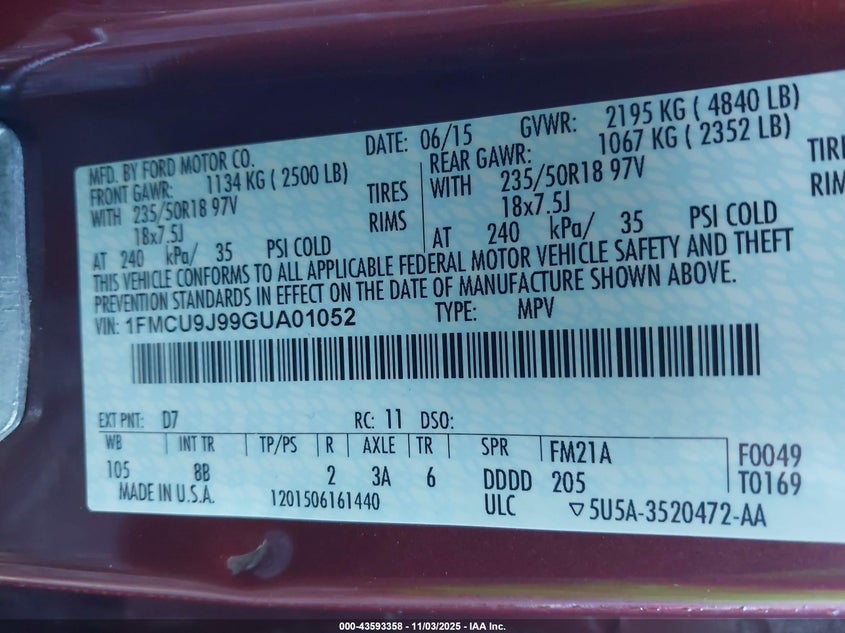 MFD. BY FORD MOTOR CO.
DATE: 06/15 GVWR: 2195 KG ( 4840 LB)
FRONT GAWR: 1134 KG ( 2500 LB)
REAR GAWR: 1067 KG ( 2352 LB)
WITH 235/50R18 97V TIRES
WITH 235/50R18 97V TIRE
18x7.5J RIMS
18x7.5J RIM
AT 240 kPa/ 35 PSI COLD
AT 240 kPa/ 35 PSI COLD
THIS VEHICLE CONFORMS TO ALL APPLICABLE FEDERAL MOTOR VEHICLE SAFETY AND THEFT
PREVENTION STANDARDS IN EFFECT ON THE DATE OF MANUFACTURE SHOWN ABOVE.
VIN: 1FMCU9J99GUA01052 TYPE: MPV
EXT PNT: D7 RC: 11 DSO:
WB INT TR TP/PS R AXLE TR SPR FM21A F0049
105 8B 2 3A 6 DDDD 205 T0169
MADE IN U.S.A. 1201506161440 ULC ▽5U5A-3520472-AA
000-43593358 - 11/03/2025 - IAA Inc.